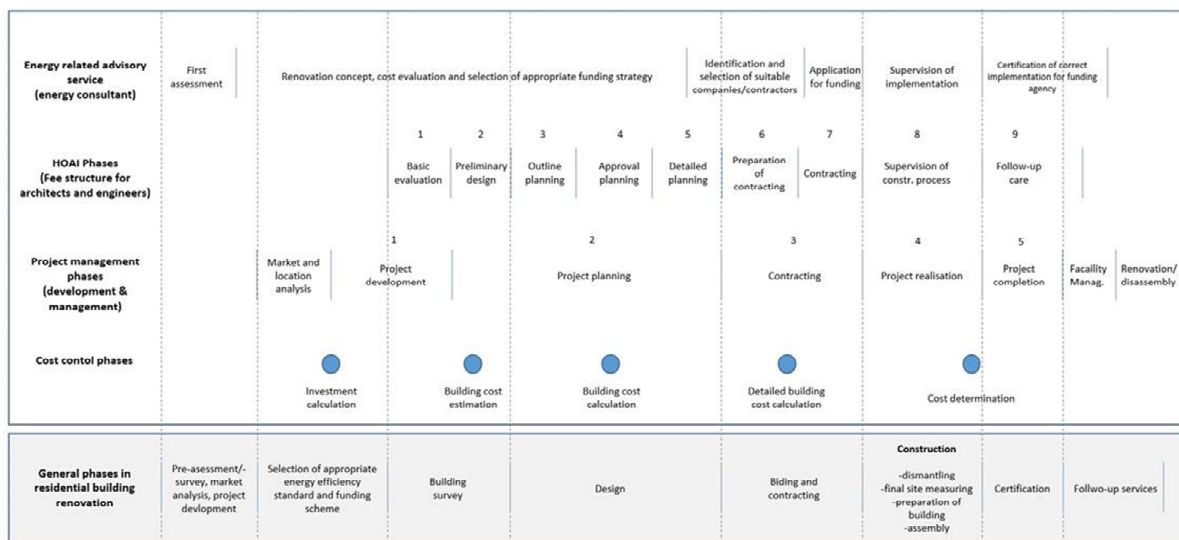 Energy related advisory
service
(energy consultant)
First
assessment
Renovation concept, cost evaluation and selection of appropriate funding strategy
Identification and
selection of suitable
companies/contractors
Application
for funding
Supervision of
implementation
Certification of correct
implementation for funding
agency
HOAI Phases
(Fee structure for
architects and engineers)
1
Basic
evaluation
2
Preliminary
design
3
Outline
planning
4
Approval
planning
5
Detailed
planning
6
Preparation
of
contracting
7
Contracting
8
Supervision of
constr. process
9
Follow-up
care
Project management
phases
(development &
management)
Market and
location
analysis
1
Project
development
2
Project planning
3
Contracting
4
Project realisation
5
Project
completion
Facaility
Manag.
Renovation/
disassembly
Cost contol phases
Investment
calculation
Building cost
estimation
Building cost
calculation
Detailed building
cost calculation
Cost determination
General phases in
residential building
renovation
Pre-asessment/-
survey, market
analysis, project
devlopment
Selection of appropriate
energy efficiency
standard and funding
scheme
Building
survey
Design
Biding and
contracting
Construction
-dismantling
-final site measuring
-preparation of
building
-assembly
Certification
Follwo-up services